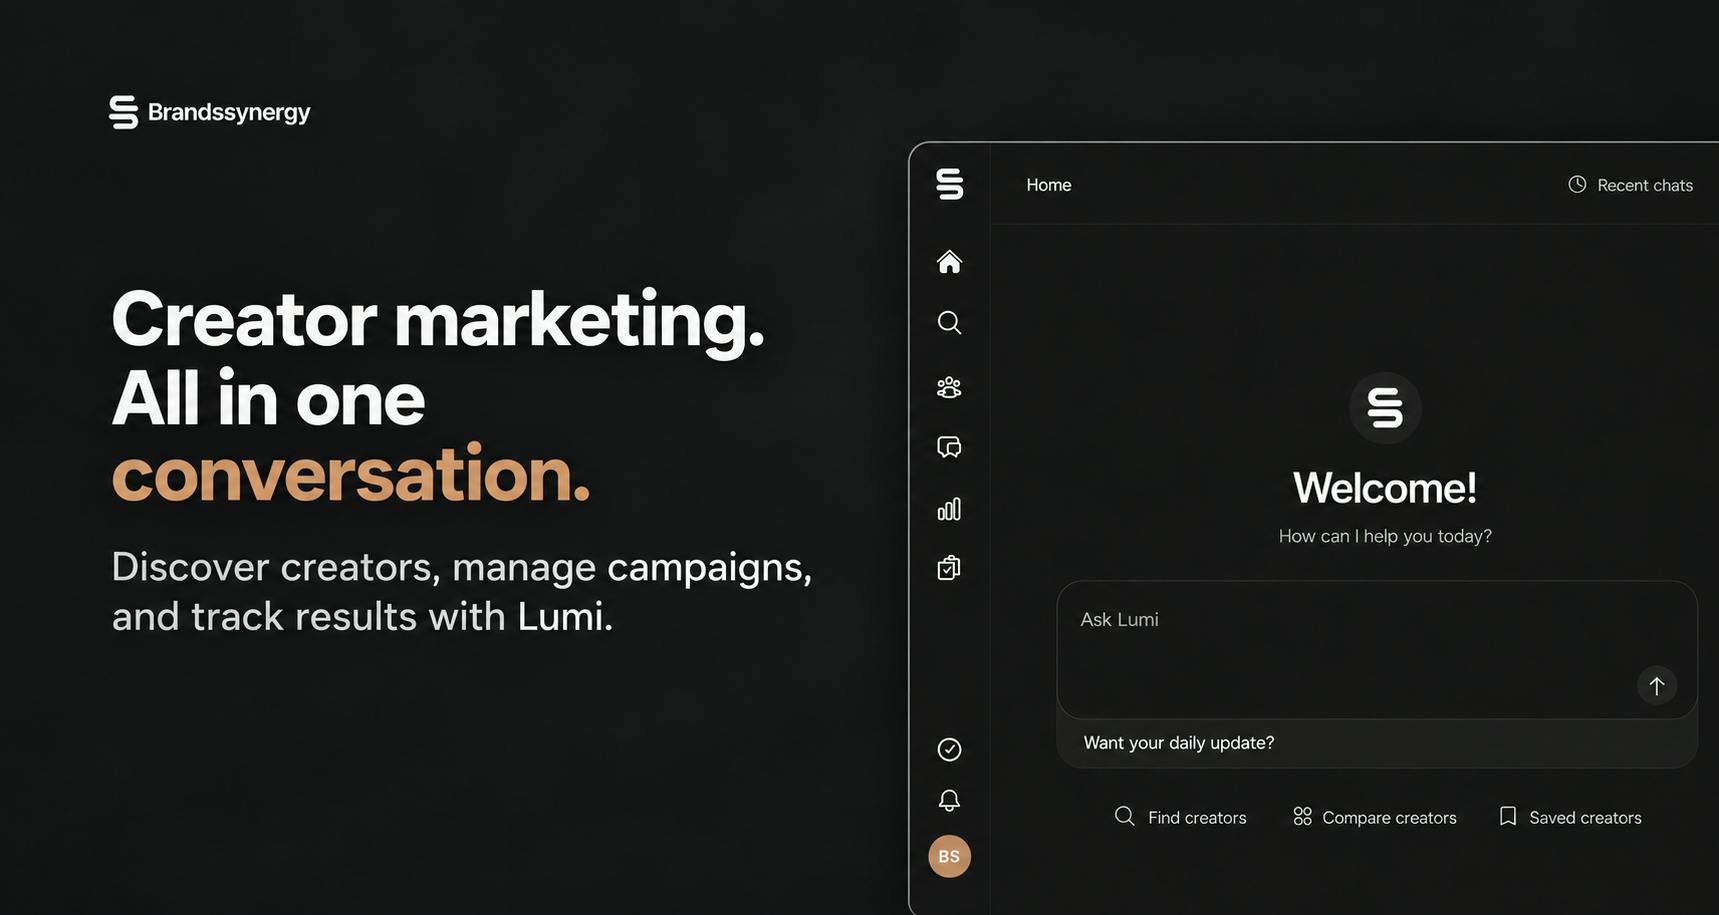 Brandssynergy
Creator marketing.
All in one
conversation.
Discover creators, manage campaigns,
and track results with Lumi.
Home
Recent chats
Welcome!
How can I help you today?
Ask Lumi
Want your daily update?
Find creators
Compare creators
Saved creators
BS